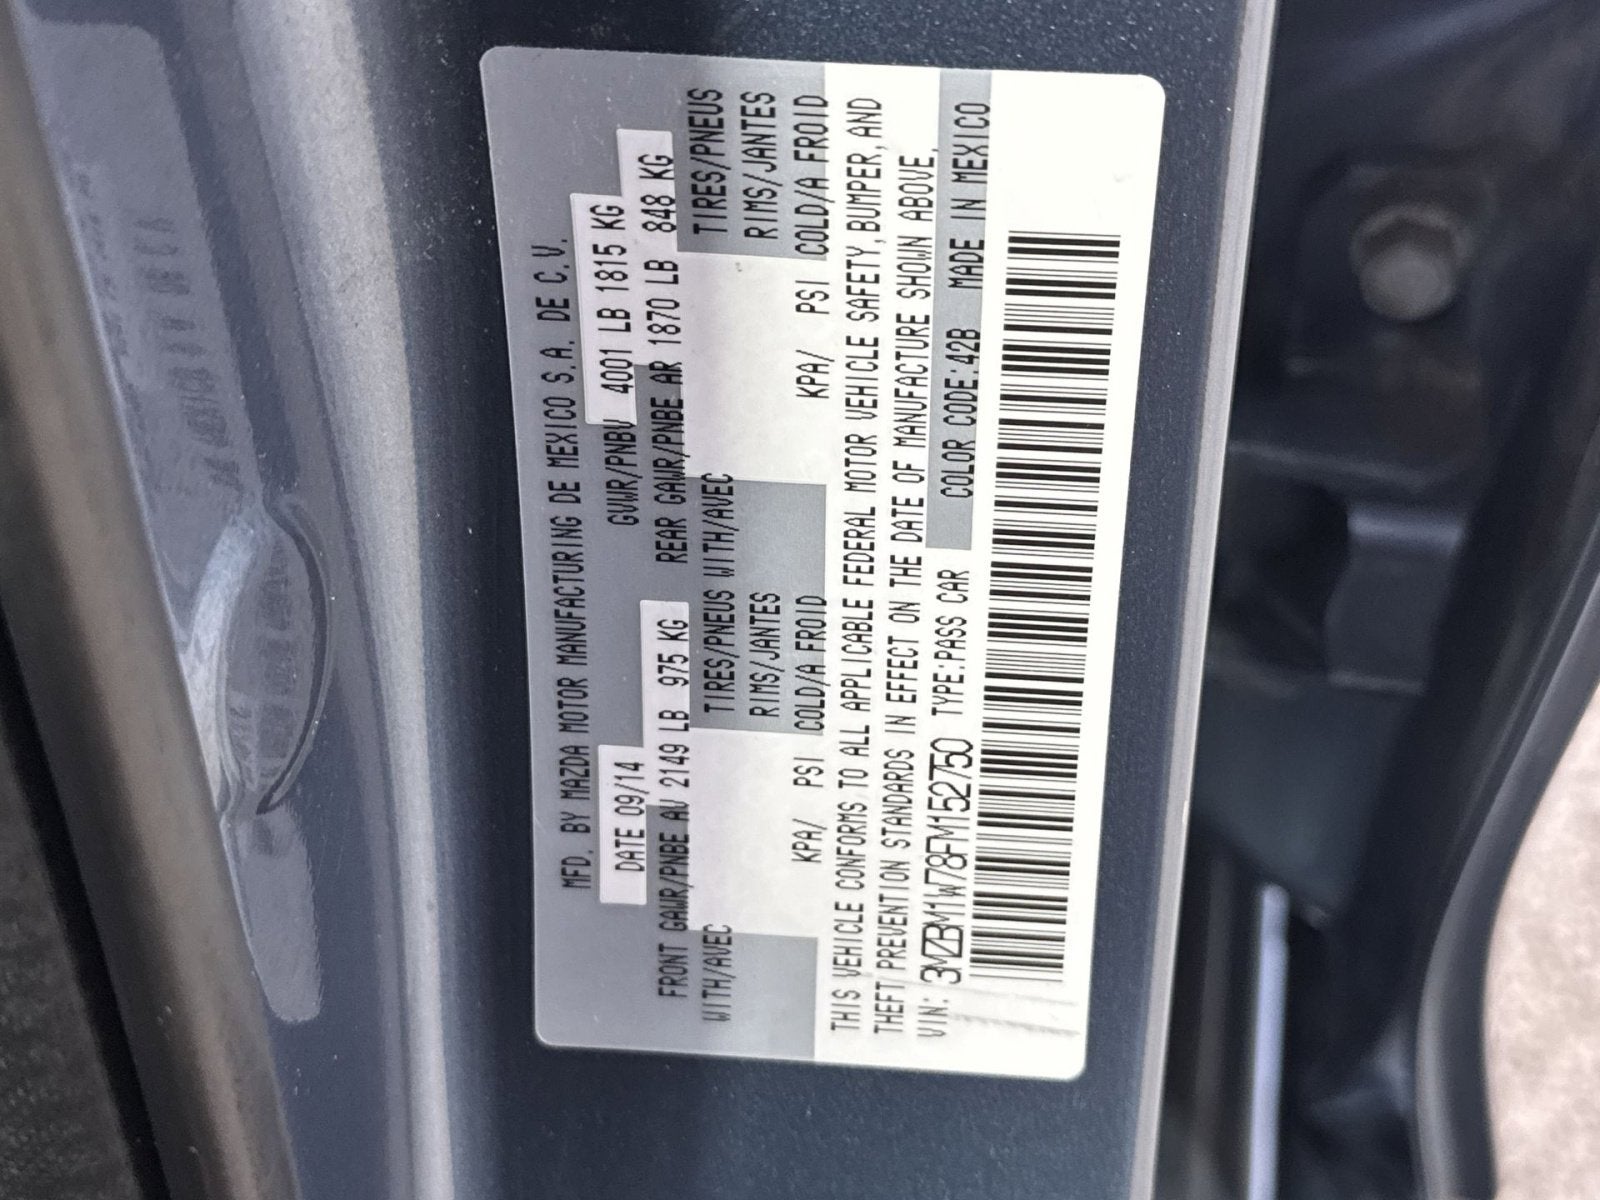 MFD. BY MAZDA MOTOR MANUFACTURING DE MEXICO S.A. DE C.V.
DATE 09/14 GVWR/PNBV 4001 LB 1815 KG
FRONT GAWR/PNBE AV 2149 LB 975 KG REAR GAWR/PNBE AR 1870 LB 848 KG
WITH/AVEC TIRES/PNEUS WITH/AVEC TIRES/PNEUS
RIMS/JANTES RIMS/JANTES
KPA/ PSI COLD/A FROID KPA/ PSI COLD/A FROID
THIS VEHICLE CONFORMS TO ALL APPLICABLE FEDERAL MOTOR VEHICLE SAFETY, BUMPER, AND
THEFT PREVENTION STANDARDS IN EFFECT ON THE DATE OF MANUFACTURE SHOWN ABOVE.
VIN: 3MZBM1W78FM152750 TYPE:PASS CAR COLOR CODE:42B MADE IN MEXICO